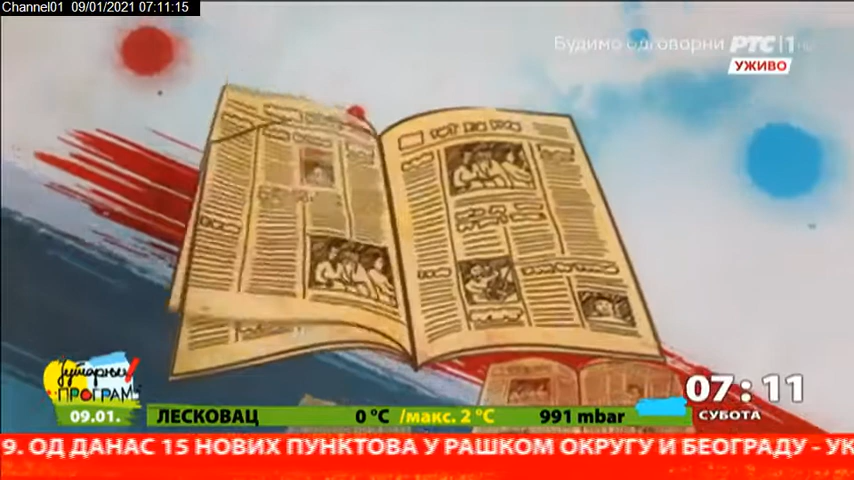 Channel01 09/01/2021 07:11:15
Будимо одговорни РТС 1
УЖИВО
Јутарњи
ПРОГРАМ
07:11
09.01.
ЛЕСКОВАЦ 0 °C /макс. 2 °C 991 mbar
СУБОТА
9. ОД ДАНАС 15 НОВИХ ПУНКТОВА У РАШКОМ ОКРУГУ И БЕОГРАДУ - УК